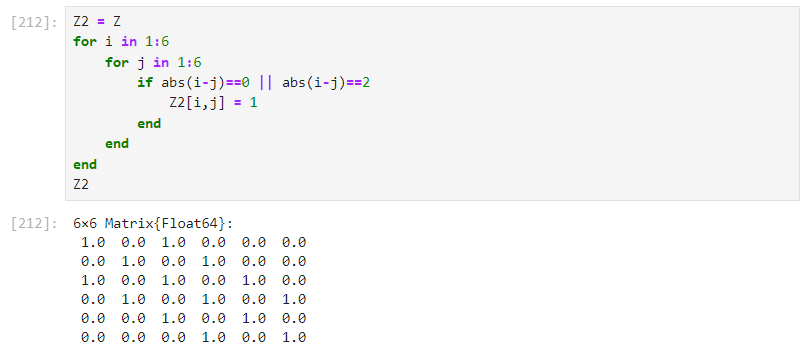 [212]: Z2 = Z
for i in 1:6
    for j in 1:6
        if abs(i-j)==0 || abs(i-j)==2
            Z2[i,j] = 1
        end
    end
end
Z2
[212]: 6×6 Matrix{Float64}:
 1.0  0.0  1.0  0.0  0.0  0.0
 0.0  1.0  0.0  1.0  0.0  0.0
 1.0  0.0  1.0  0.0  1.0  0.0
 0.0  1.0  0.0  1.0  0.0  1.0
 0.0  0.0  1.0  0.0  1.0  0.0
 0.0  0.0  0.0  1.0  0.0  1.0